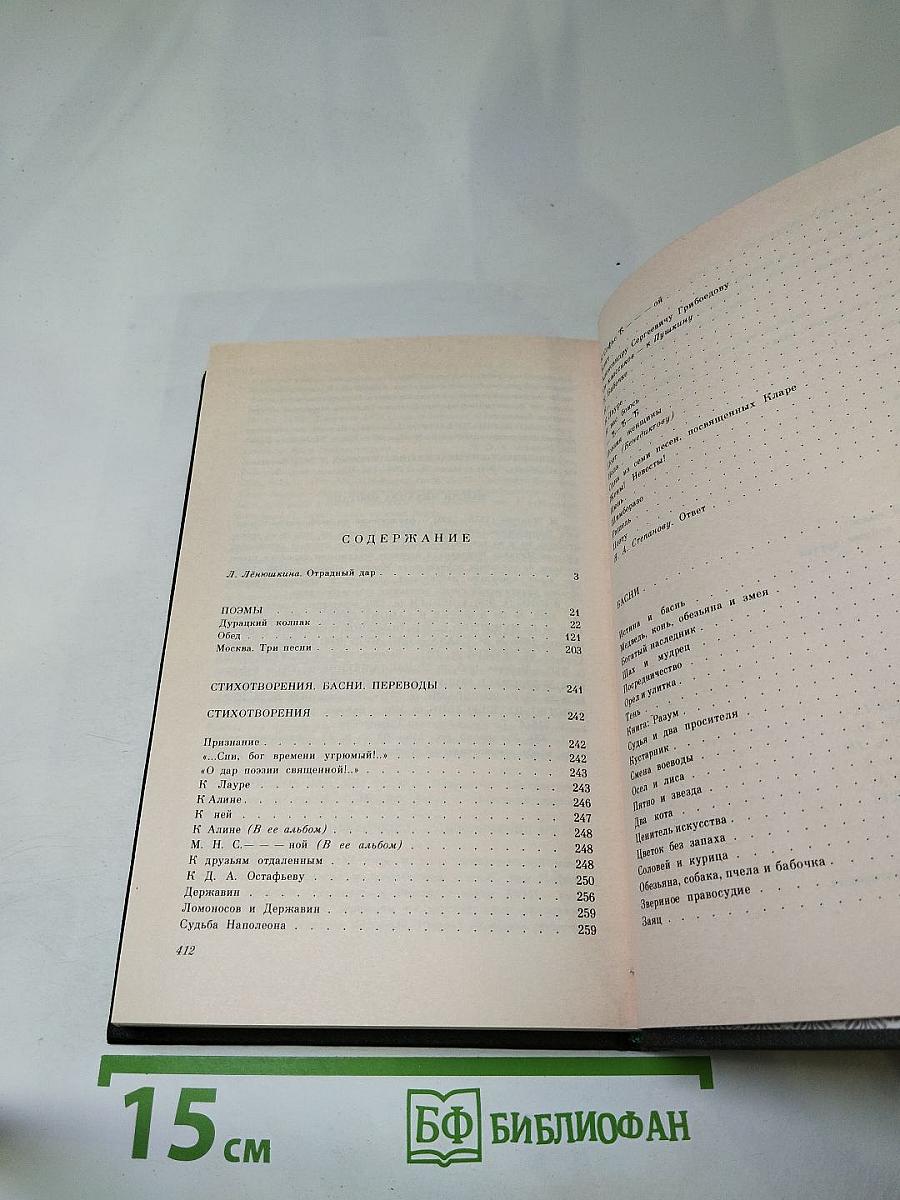 СОДЕРЖАНИЕ
Л. Лёнюшкина. Отрадный дар . . . 3
ПОЭМЫ . . . 21
Дурацкий колпак . . . 22
Обед . . . 121
Москва. Три песни . . . 203
СТИХОТВОРЕНИЯ. БАСНИ. ПЕРЕВОДЫ . . . 241
СТИХОТВОРЕНИЯ . . . 242
Признание . . . 242
«...Спи, бог времени угрюмый!..» . . . 242
«О дар поэзии священной!..» . . . 243
К Лауре . . . 243
К Алине . . . 246
К ней . . . 247
К Алине (В ее альбом) . . . 248
М. Н. С.— — — ной (В ее альбом) . . . 248
К друзьям отдаленным . . . 248
К Д. А. Остафьеву . . . 250
Державин . . . 256
Ломоносов и Державин . . . 259
Судьба Наполеона . . . 259
412
ой
Сергеевичу Грибоедову
к Пушкину
боюсь
женщины
(Бенедиктову)
из семи песен, посвященных Кларе
Невесты!
А. Степанову. Ответ
БАСНИ
Истина и баснь
Медведь, конь, обезьяна и змея
Богатый наследник
Шах и мудрец
Посредничество
Орел и улитка
Тень
Книга: Разум
Судья и два просителя
Кустарник
Смена воеводы
Осел и лиса
Пятно и звезда
Два кота
Ценитель искусства
Цветок без запаха
Соловей и курица
Обезьяна, собака, пчела и бабочка
Звериное правосудие
Заяц
15 см
БФ БИБЛИОФАН